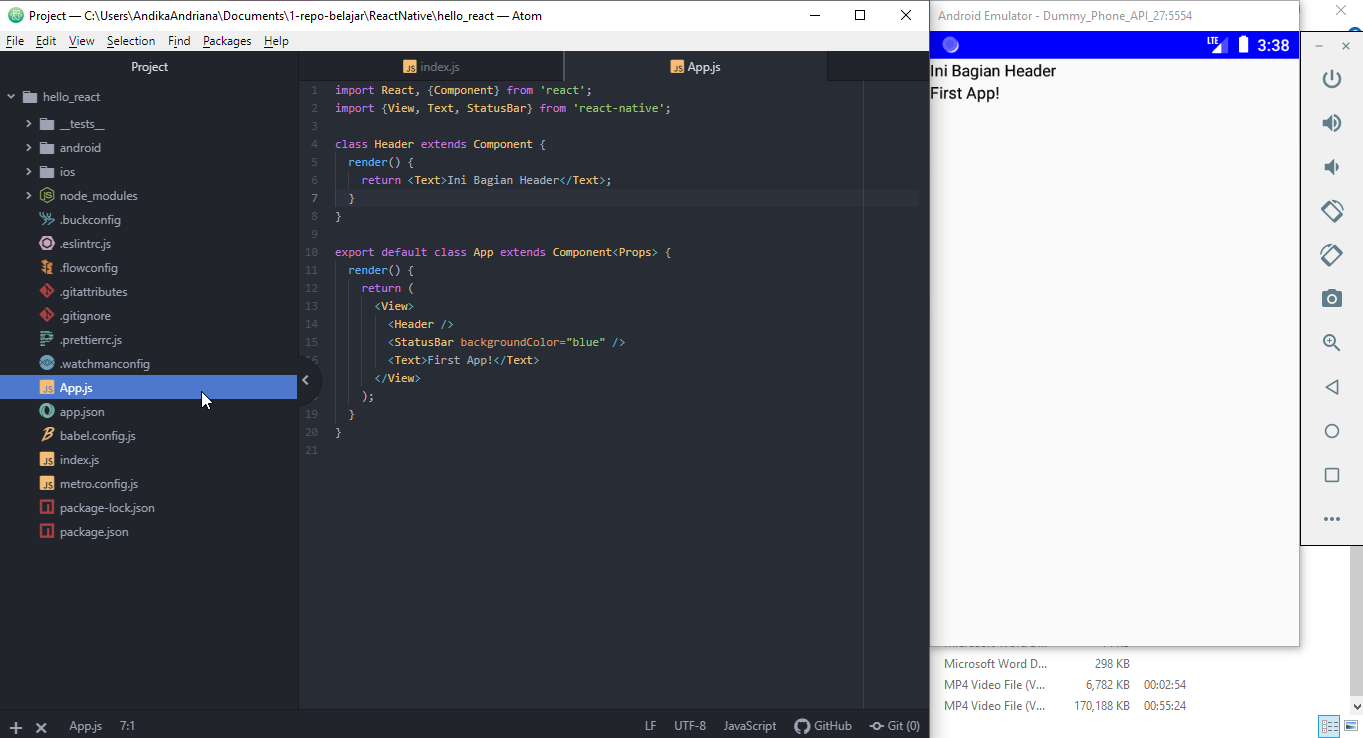 Project — C:\Users\AndikaAndriana\Documents\1-repo-belajar\ReactNative\hello_react — Atom
File Edit View Selection Find Packages Help
Project
hello_react
__tests__
android
ios
node_modules
.buckconfig
.eslintrc.js
.flowconfig
.gitattributes
.gitignore
.prettierrc.js
.watchmanconfig
App.js
app.json
babel.config.js
index.js
metro.config.js
package-lock.json
package.json
index.js App.js
1 import React, {Component} from 'react';
2 import {View, Text, StatusBar} from 'react-native';
3
4 class Header extends Component {
5 render() {
6 return <Text>Ini Bagian Header</Text>;
7 }
8 }
9
10 export default class App extends Component<Props> {
11 render() {
12 return (
13 <View>
14 <Header />
15 <StatusBar backgroundColor="blue" />
<Text>First App!</Text>
</View>
);
19 }
20 }
21
App.js 7:1 LF UTF-8 JavaScript GitHub Git (0)
Android Emulator - Dummy_Phone_API_27:5554
LTE 3:38
Ini Bagian Header
First App!
Microsoft Word D... 298 KB
MP4 Video File (V... 6,782 KB 00:02:54
MP4 Video File (V... 170,188 KB 00:55:24